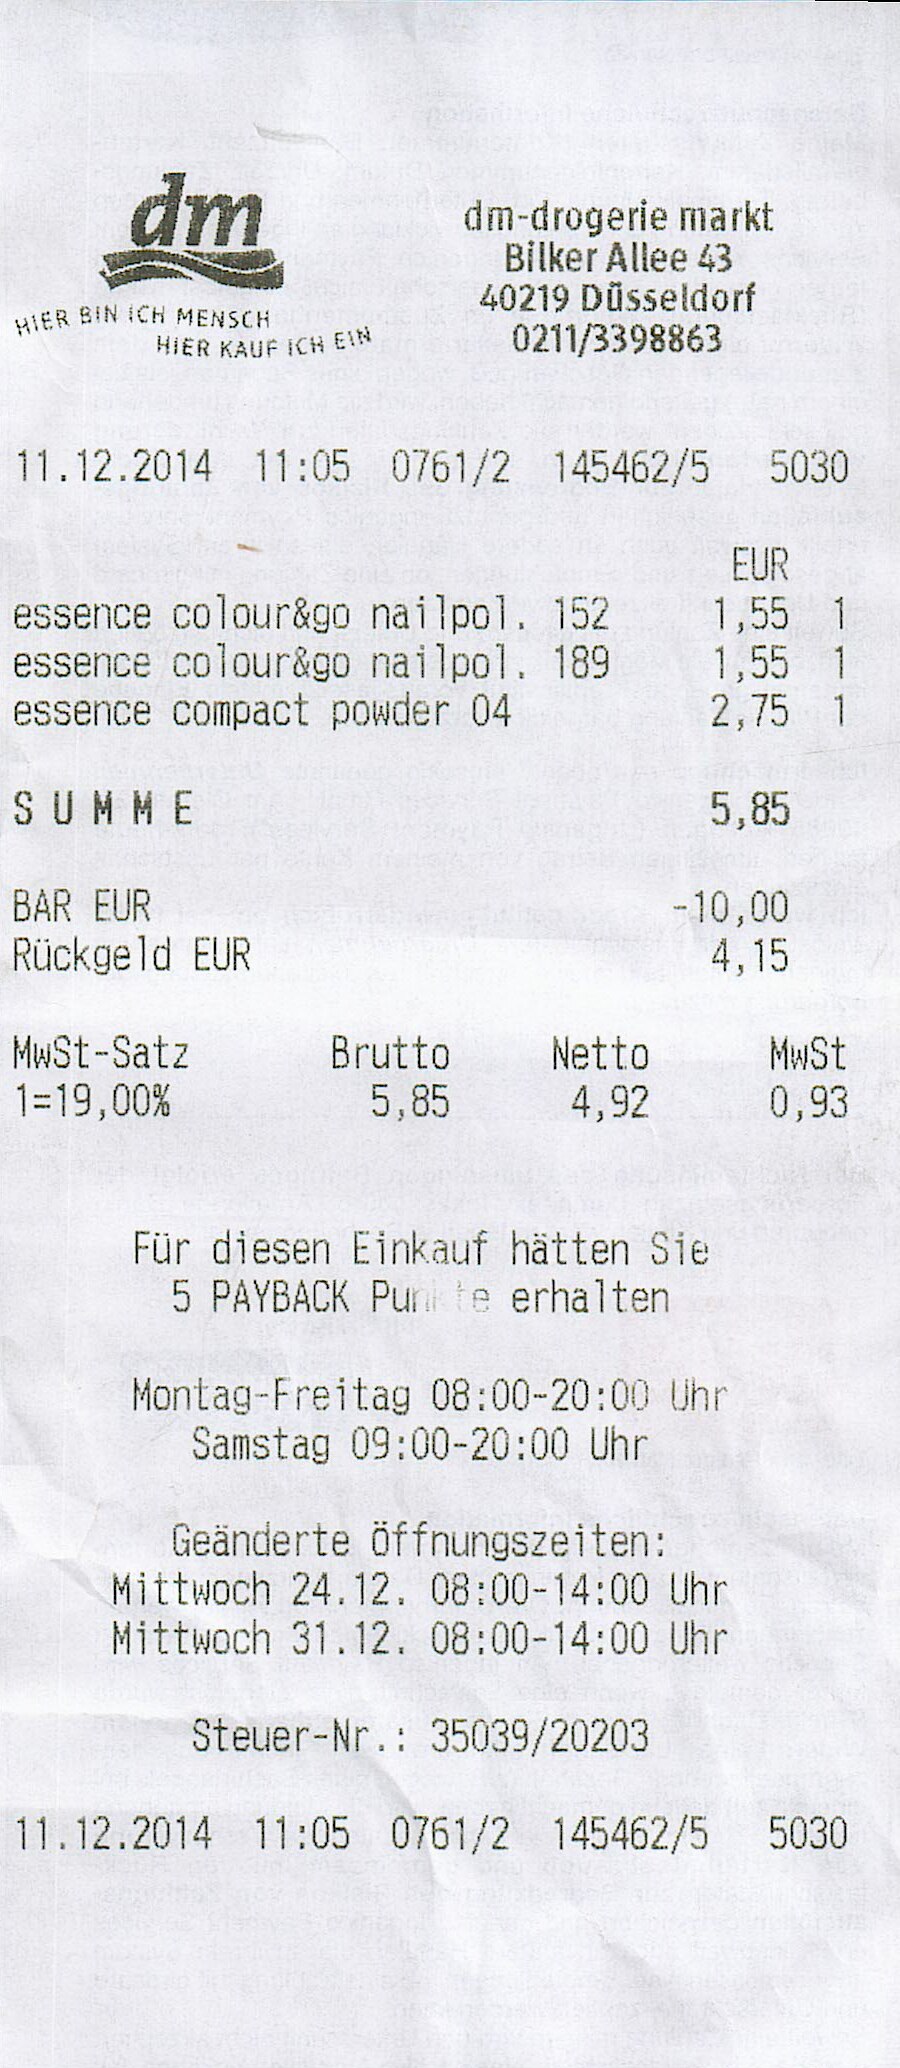 dm
HIER BIN ICH MENSCH
HIER KAUF ICH EIN
dm-drogerie markt
Bilker Allee 43
40219 Düsseldorf
0211/3398863
11.12.2014 11:05 0761/2 145462/5 5030
EUR
essence colour&go nailpol. 152 1,55 1
essence colour&go nailpol. 189 1,55 1
essence compact powder 04 2,75 1
SUMME 5,85
BAR EUR -10,00
Rückgeld EUR 4,15
MwSt-Satz Brutto Netto MwSt
1=19,00% 5,85 4,92 0,93
Für diesen Einkauf hätten Sie
5 PAYBACK Punkte erhalten
Montag-Freitag 08:00-20:00 Uhr
Samstag 09:00-20:00 Uhr
Geänderte Öffnungszeiten:
Mittwoch 24.12. 08:00-14:00 Uhr
Mittwoch 31.12. 08:00-14:00 Uhr
Steuer-Nr.: 35039/20203
11.12.2014 11:05 0761/2 145462/5 5030